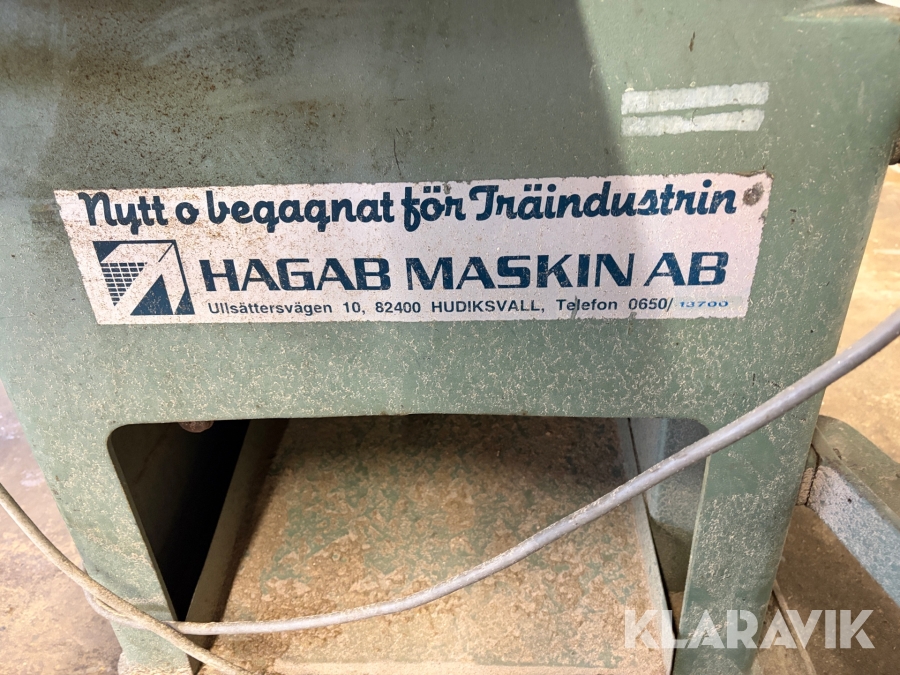 Nytt o begagnat för Träindustrin
HAGAB MASKIN AB
Ullsättersvägen 10, 82400 HUDIKSVALL, Telefon 0650/ 13700
KLARAVIK